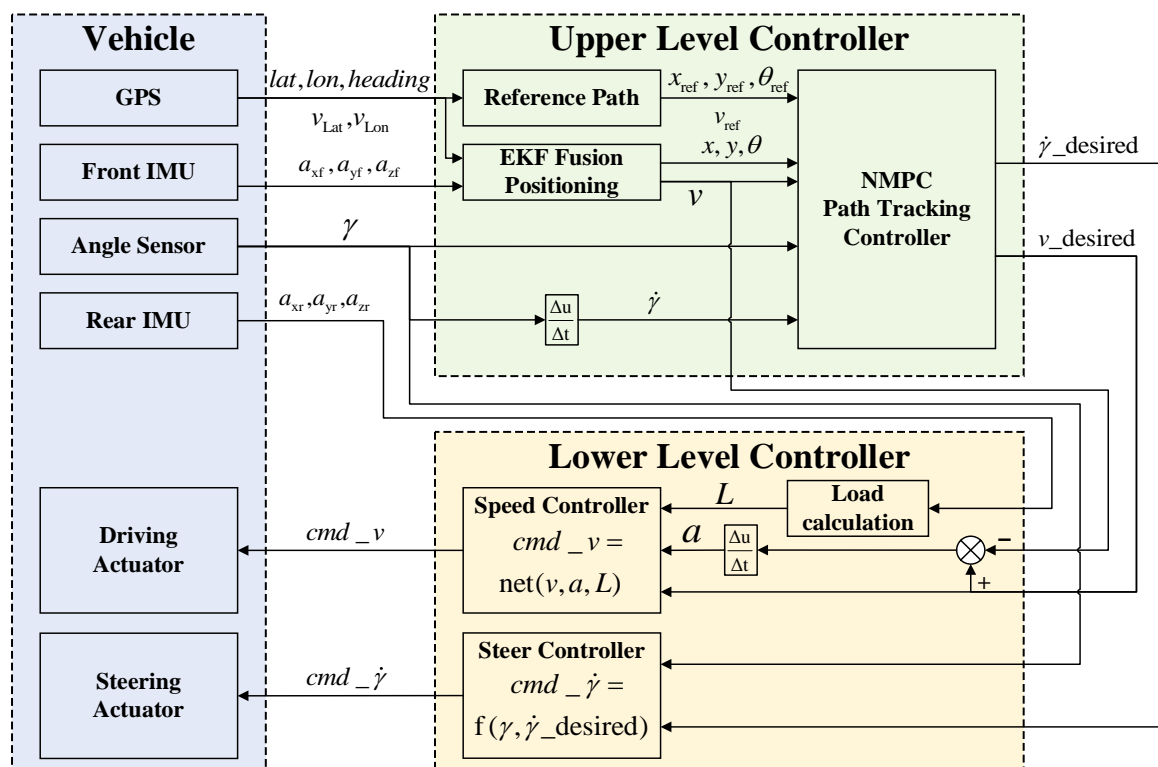 Vehicle
GPS
Front IMU
Angle Sensor
Rear IMU
Driving
Actuator
Steering
Actuator
lat,lon,heading
v_Lat,v_Lon
a_xf,a_yf,a_zf
γ
a_xr,a_yr,a_zr
cmd_v
cmd_γ̇
Upper Level Controller
Reference Path
EKF Fusion
Positioning
x_ref,y_ref,θ_ref
v_ref
x,y,θ
v
Δu
Δt
γ̇
NMPC
Path Tracking
Controller
γ̇_desired
v_desired
Lower Level Controller
Speed Controller
cmd_v=
net(v,a,L)
L
Load
calculation
a
Δu
Δt
−
+
Steer Controller
cmd_γ̇=
f(γ,γ̇_desired)